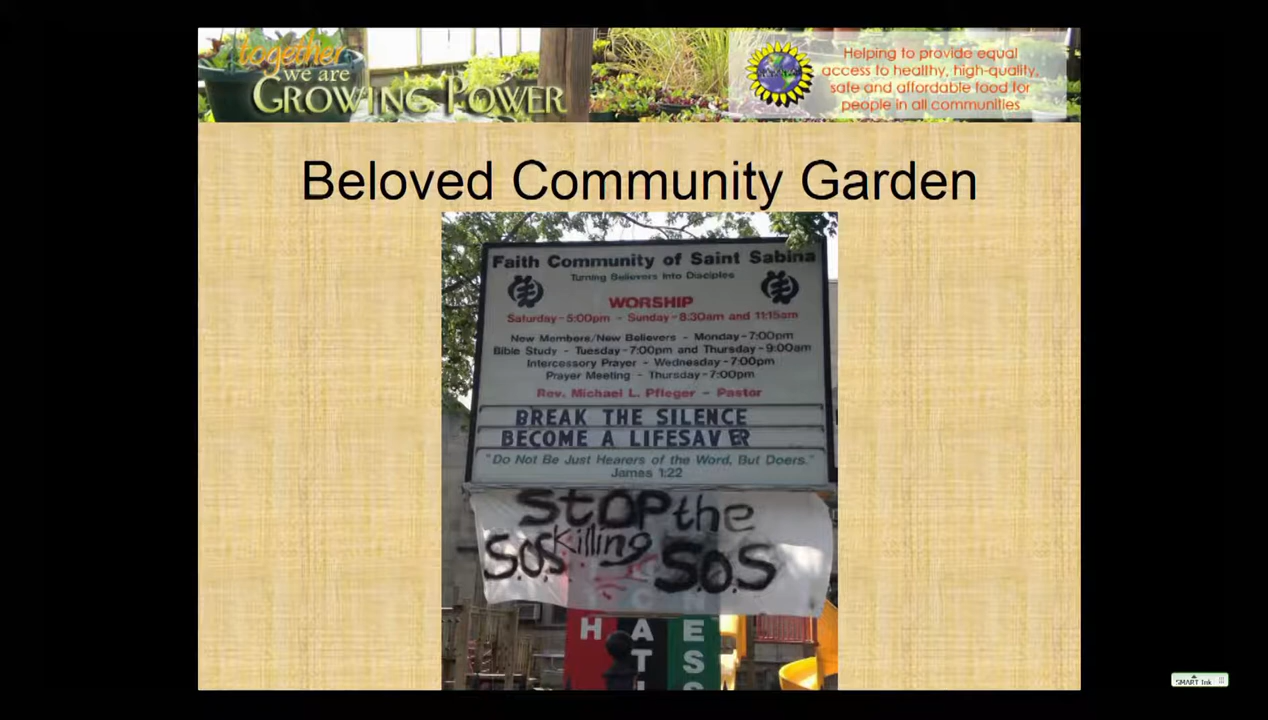 together
we are
GROWING POWER
Helping to provide equal
access to healthy, high-quality,
safe and affordable food for
people in all communities
Beloved Community Garden
Faith Community of Saint Sabina
Turning Believers Into Disciples
WORSHIP
Saturday-5:00pm - Sunday-8:30am and 11:15am
New Members/New Believers - Monday-7:00pm
Bible Study - Tuesday-7:00pm and Thursday-9:00am
Intercessory Prayer - Wednesday-7:00pm
Prayer Meeting - Thursday-7:00pm
Rev. Michael L. Pfleger - Pastor
BREAK THE SILENCE
BECOME A LIFESAVER
"Do Not Be Just Hearers of the Word, But Doers."
James 1:22
StOP the
Killing
S.O.S S.O.S
H A E
T S
SMART Ink